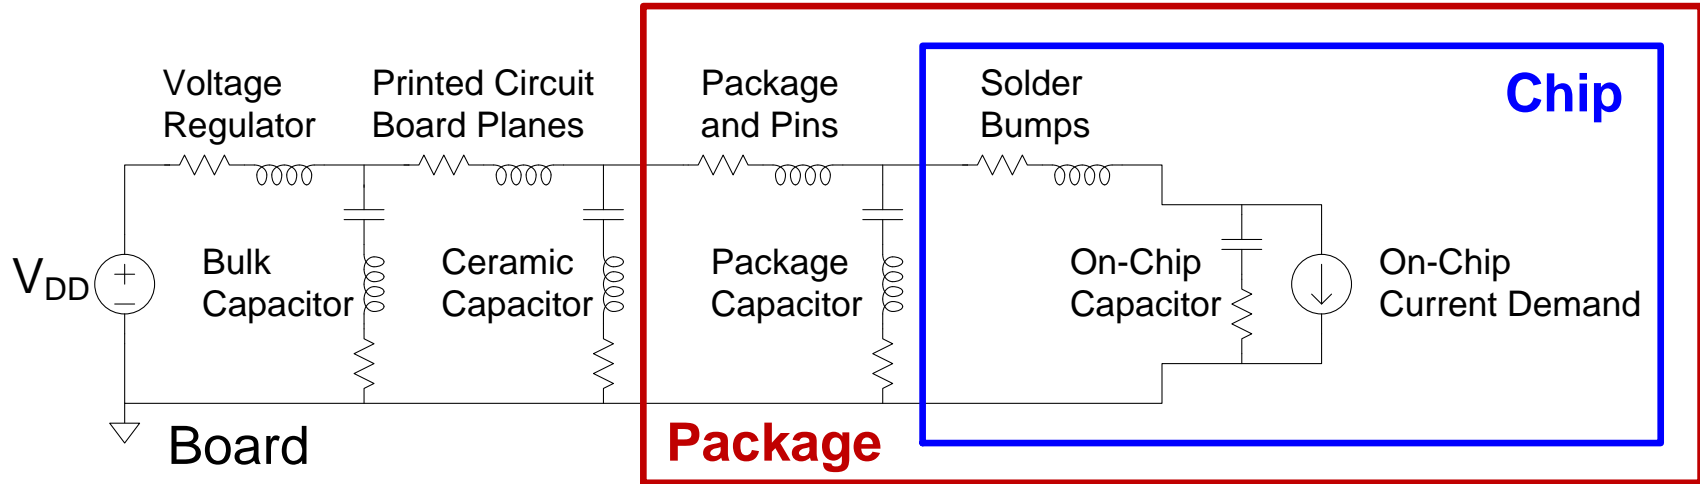 Voltage
Regulator
Printed Circuit
Board Planes
Package
and Pins
Solder
Bumps
Chip
V_DD
+
–
Bulk
Capacitor
Ceramic
Capacitor
Package
Capacitor
On-Chip
Capacitor
On-Chip
Current Demand
Board
Package